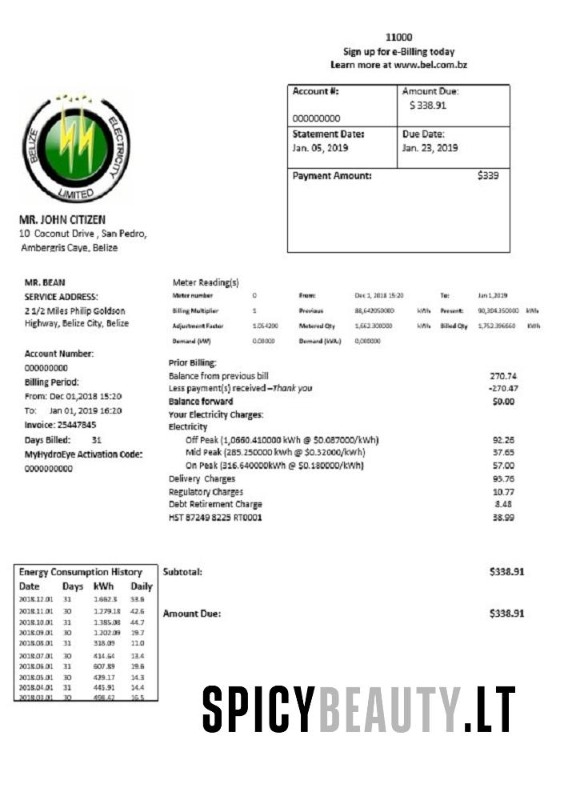 11000
Sign up for e-Billing today
Learn more at www.bel.com.bz
Account #:
000000000
Amount Due:
$ 338.91
Statement Date:
Jan. 05, 2019
Due Date:
Jan. 23, 2019
Payment Amount: $339
BELIZE ELECTRICITY LIMITED
MR. JOHN CITIZEN
10 Coconut Drive , San Pedro,
Ambergris Caye, Belize
MR. BEAN
SERVICE ADDRESS:
2 1/2 Miles Philip Goldson
Highway, Belize City, Belize
Account Number:
000000000
Billing Period:
From: Dec 01,2018 15:20
To: Jan 01, 2019 16:20
Invoice: 25447845
Days Billed: 31
MyHydroEye Activation Code:
0000000000
Meter Reading(s)
Meter number 0 From: Dec 1, 2018 15:20 To: Jan 1,2019
Billing Multiplier 1 Previous 88,642050000 kWh Present: 90,304.350000 kWh
Adjustment Factor 1.054200 Metered Qty 1,662.300000 kWh Billed Qty 1,752.396660 kWh
Demand (kW) 0.00000 Demand (kVA) 0,000000
Prior Billing:
Balance from previous bill 270.74
Less payment(s) received –Thank you -270.47
Balance forward $0.00
Your Electricity Charges:
Electricity
Off Peak (1,0660.410000 kWh @ $0.087000/kWh) 92.26
Mid Peak (285.250000 kWh @ $0.32000/kWh) 37.65
On Peak (316.640000kWh @ $0.180000/kWh) 57.00
Delivery Charges 93.76
Regulatory Charges 10.77
Debt Retirement Charge 8.48
HST 87249 8225 RT0001 38.99
Energy Consumption History
Date Days kWh Daily
2018.12.01 31 1.662.3 53.6
2018.11.01 30 1.279.18 42.6
2018.10.01 31 1.385.08 44.7
2018.09.01 30 1.202.09 19.7
2018.08.01 31 318.09 11.0
2018.07.01 30 414.64 13.4
2018.06.01 31 607.89 19.6
2018.05.01 30 429.17 14.3
2018.04.01 31 445.91 14.4
2018.03.01 30 498.42 16.5
Subtotal: $338.91
Amount Due: $338.91
SPICYBEAUTY.LT